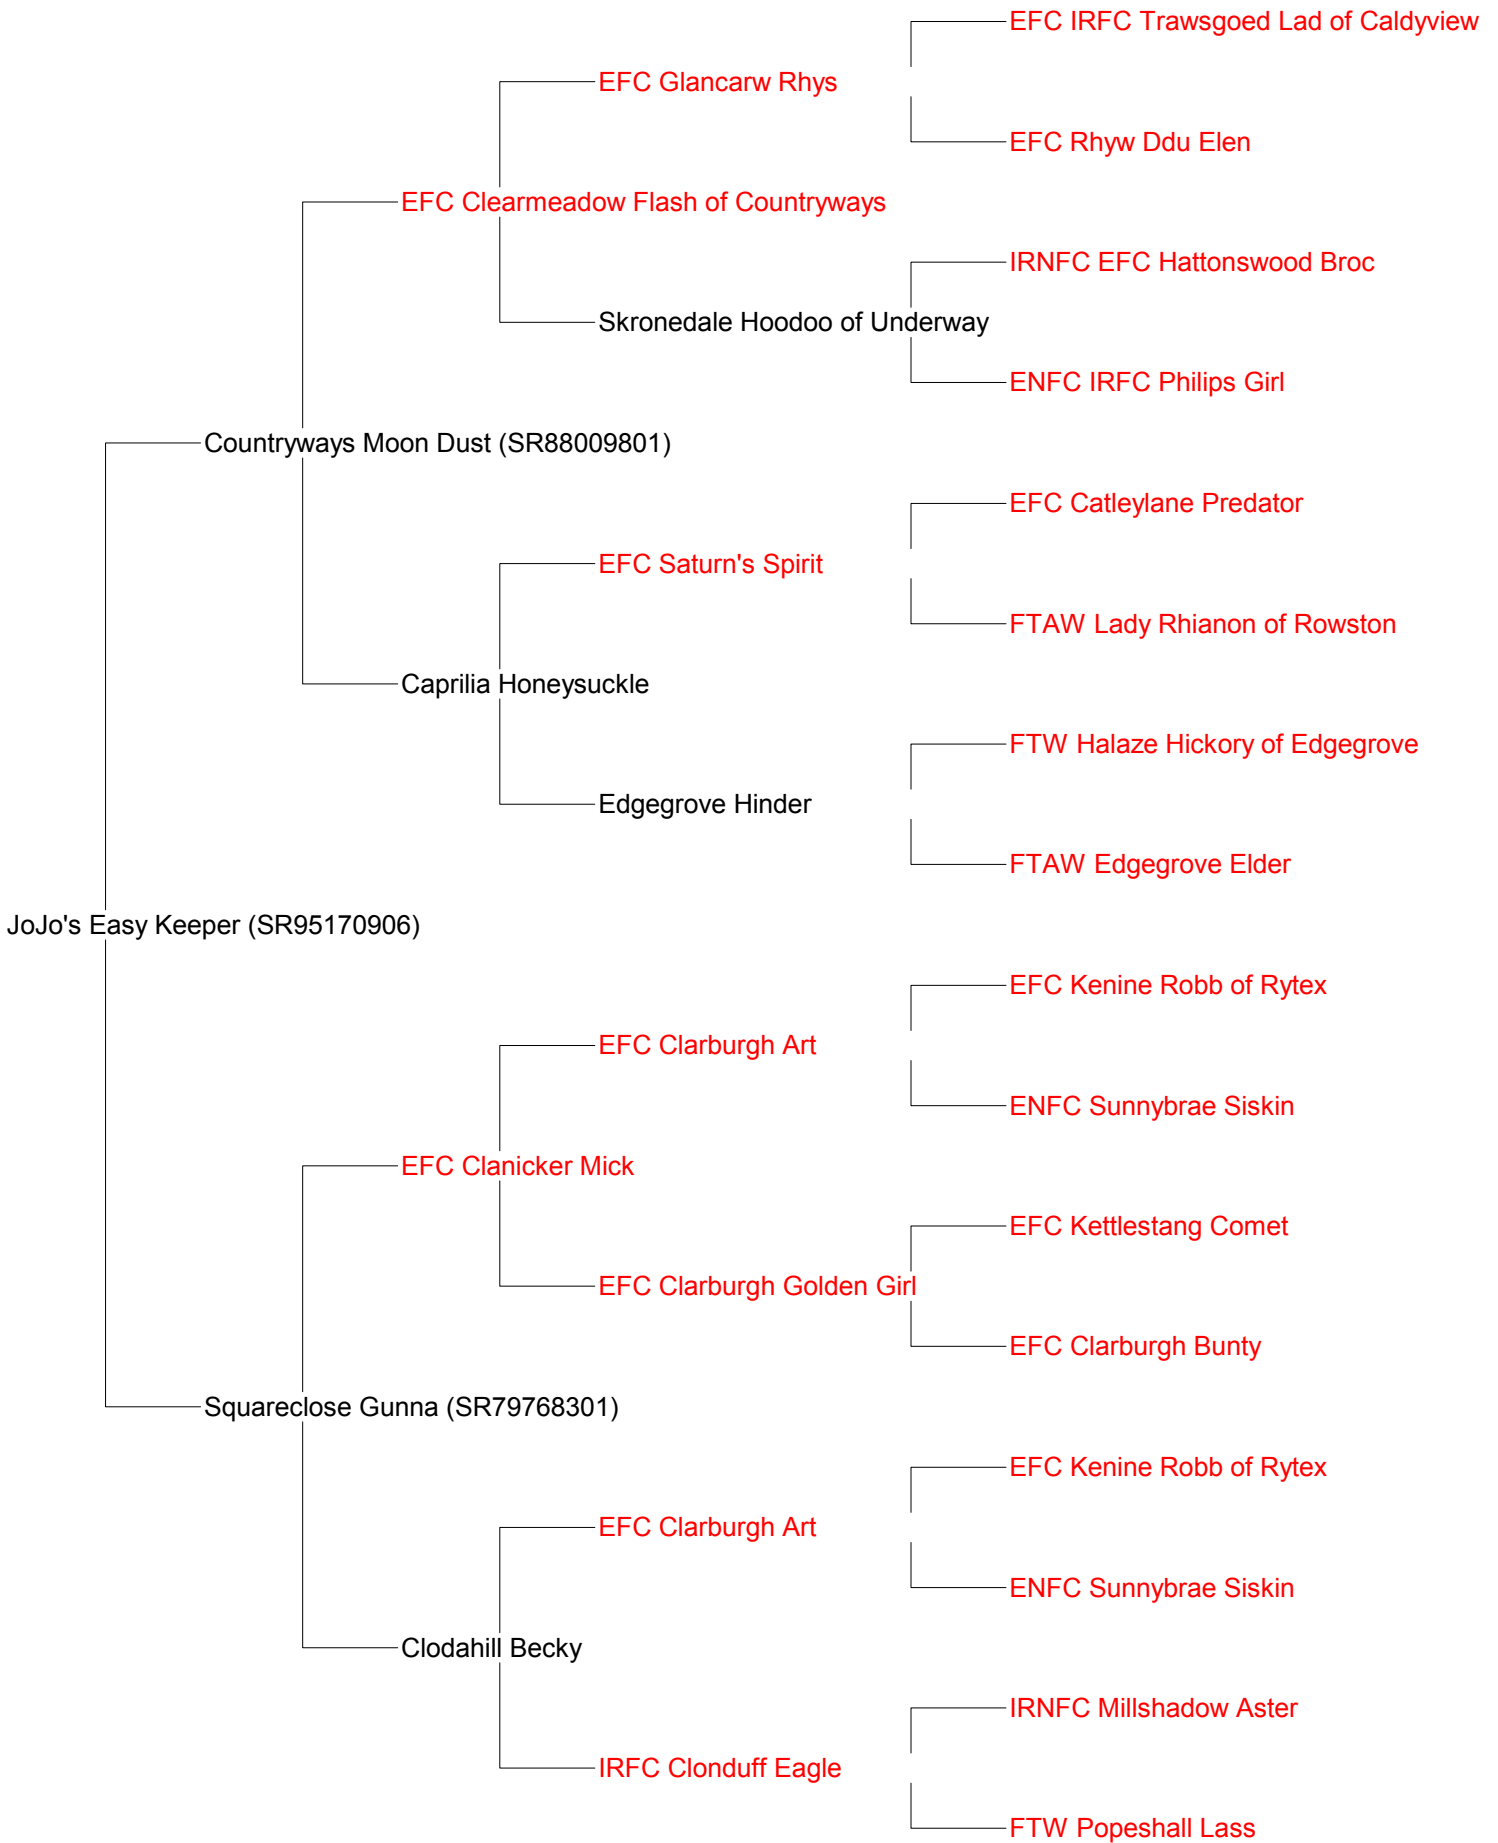 EFC IRFC Trawsgoed Lad of Caldyview
EFC Glancarw Rhys
EFC Rhyw Ddu Elen
EFC Clearmeadow Flash of Countryways
IRNFC EFC Hattonswood Broc
Skronedale Hoodoo of Underway
ENFC IRFC Philips Girl
Countryways Moon Dust (SR88009801)
EFC Catleylane Predator
EFC Saturn's Spirit
FTAW Lady Rhianon of Rowston
Caprilia Honeysuckle
FTW Halaze Hickory of Edgegrove
Edgegrove Hinder
FTAW Edgegrove Elder
JoJo's Easy Keeper (SR95170906)
EFC Kenine Robb of Rytex
EFC Clarburgh Art
ENFC Sunnybrae Siskin
EFC Clanicker Mick
EFC Kettlestang Comet
EFC Clarburgh Golden Girl
EFC Clarburgh Bunty
Squareclose Gunna (SR79768301)
EFC Kenine Robb of Rytex
EFC Clarburgh Art
ENFC Sunnybrae Siskin
Clodahill Becky
IRNFC Millshadow Aster
IRFC Clonduff Eagle
FTW Popeshall Lass